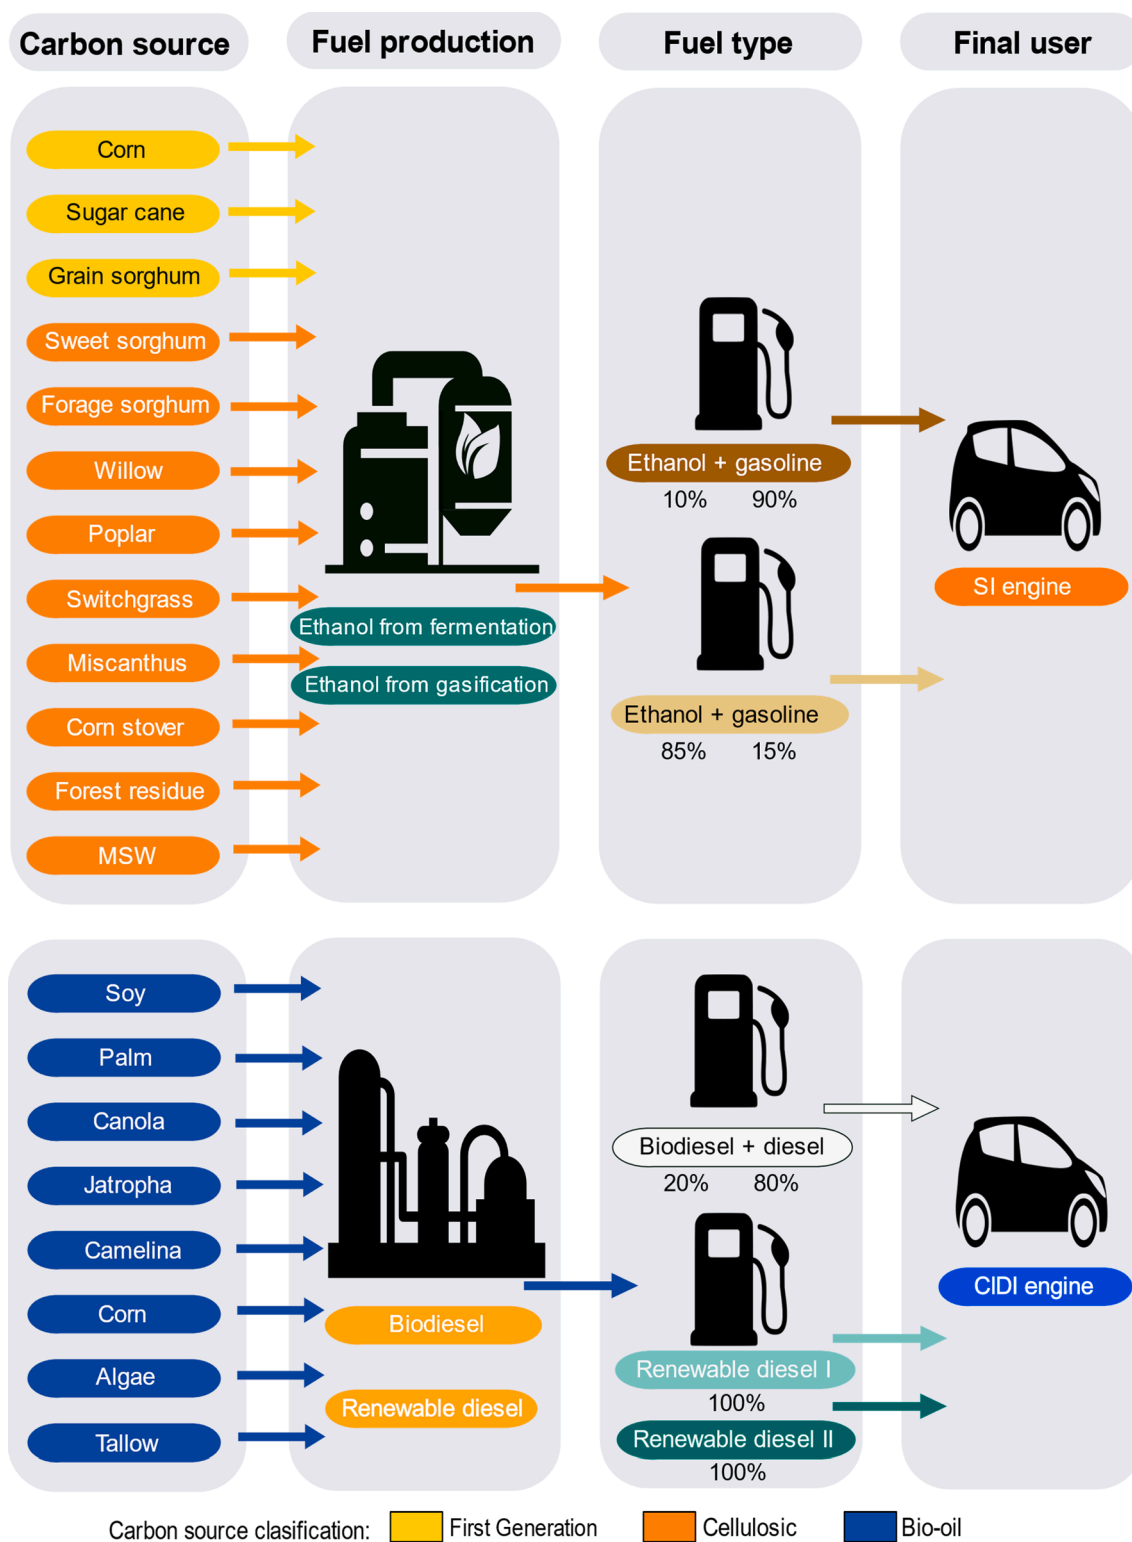 Carbon source
Fuel production
Fuel type
Final user
Corn
Sugar cane
Grain sorghum
Sweet sorghum
Forage sorghum
Willow
Poplar
Switchgrass
Miscanthus
Corn stover
Forest residue
MSW
Ethanol from fermentation
Ethanol from gasification
Ethanol + gasoline
10% 90%
Ethanol + gasoline
85% 15%
SI engine
Soy
Palm
Canola
Jatropha
Camelina
Corn
Algae
Tallow
Biodiesel
Renewable diesel
Biodiesel + diesel
20% 80%
Renewable diesel I
100%
Renewable diesel II
100%
CIDI engine
Carbon source clasification: First Generation Cellulosic Bio-oil